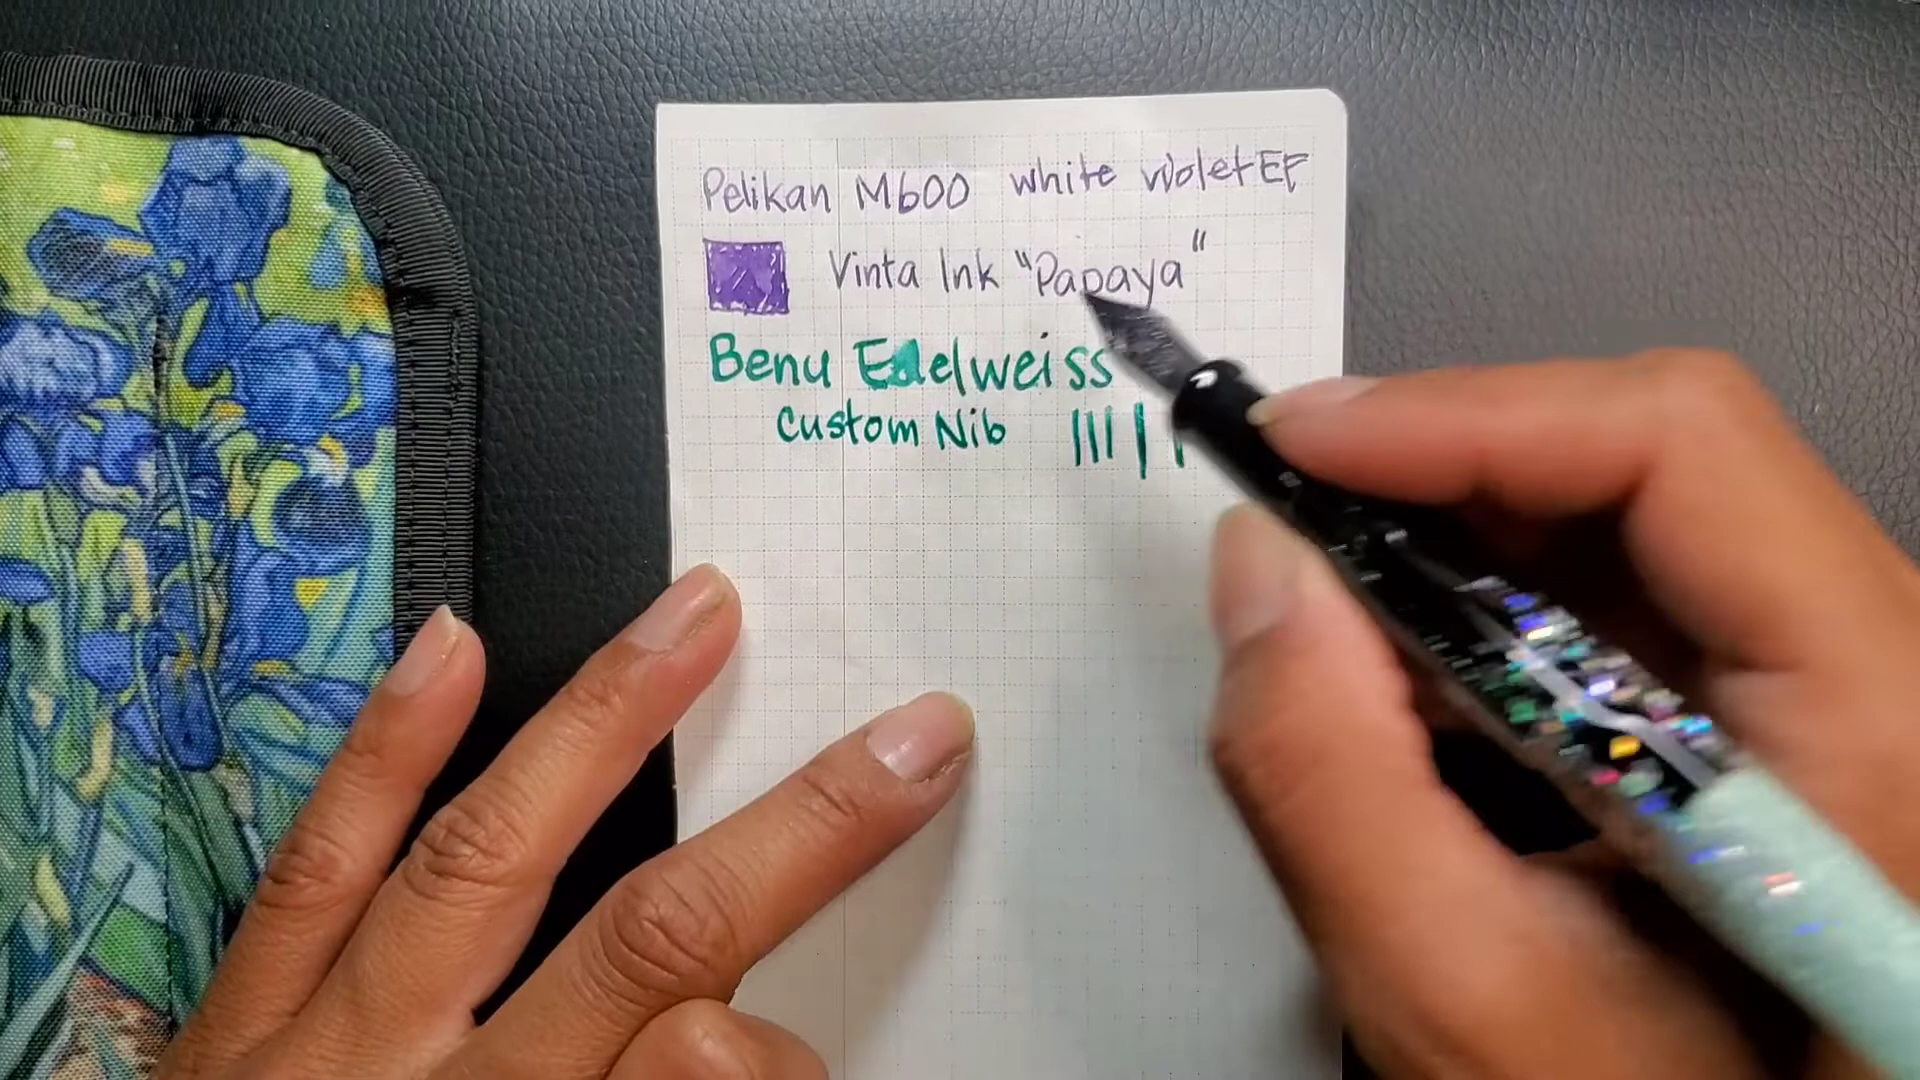 Pelikan M600 white violet EF
Vinta Ink "Papaya"
Benu Edelweiss
Custom Nib